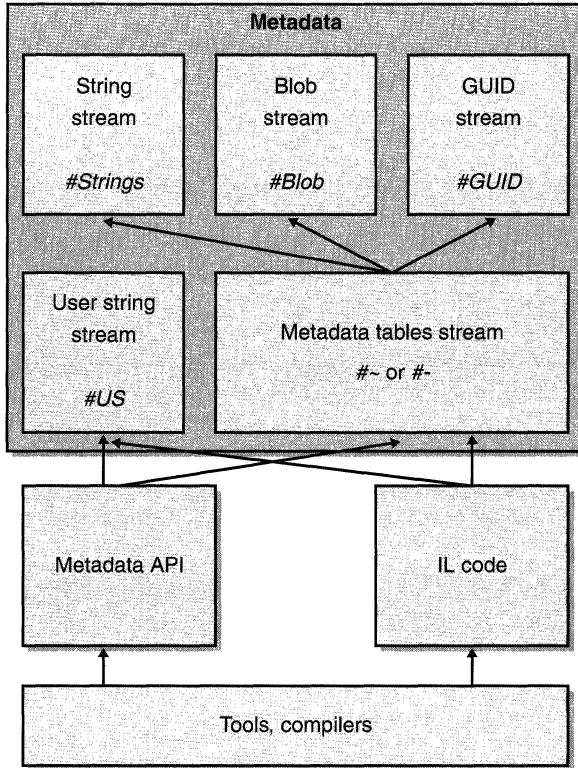 Metadata
String
stream
#Strings
Blob
stream
#Blob
GUID
stream
#GUID
User string
stream
#US
Metadata tables stream
#~ or #-
Metadata API
IL code
Tools, compilers